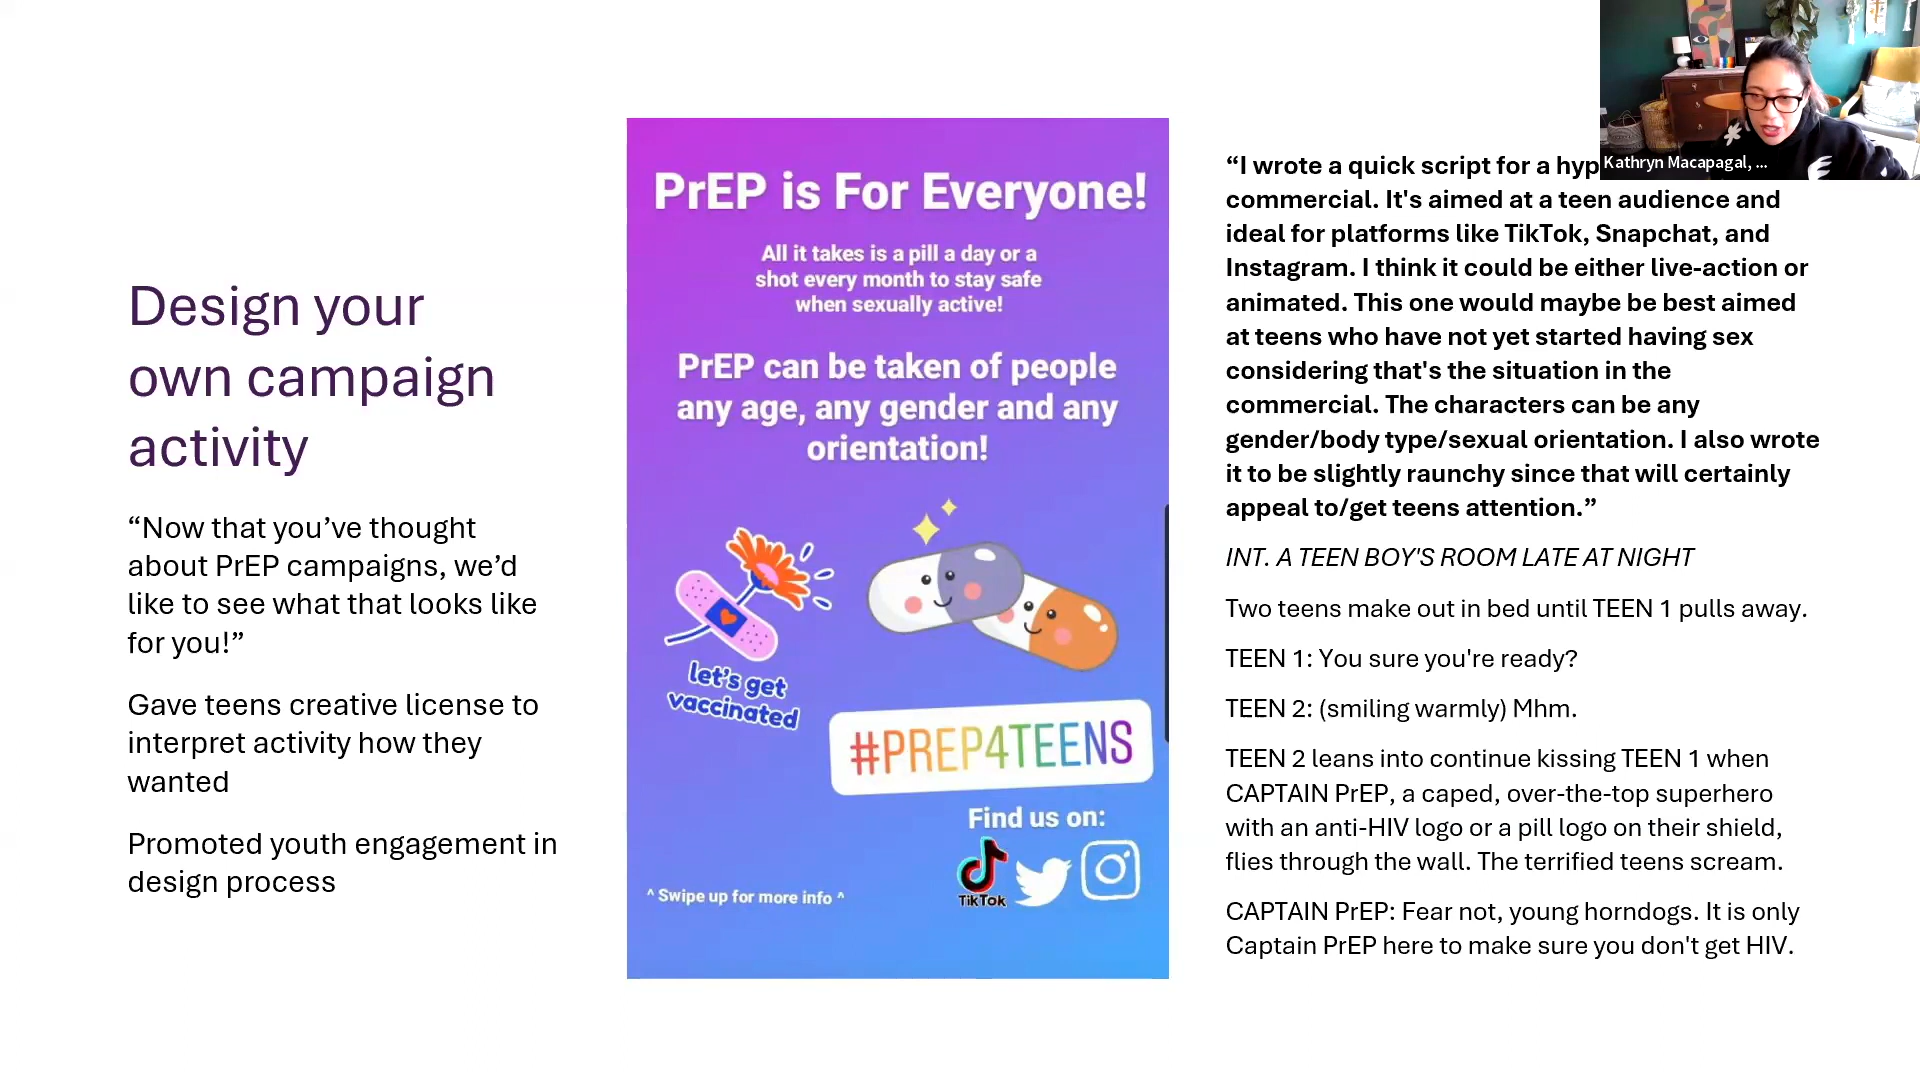 Design your
own campaign
activity
“Now that you’ve thought
about PrEP campaigns, we’d
like to see what that looks like
for you!”
Gave teens creative license to
interpret activity how they
wanted
Promoted youth engagement in
design process
PrEP is For Everyone!
All it takes is a pill a day or a
shot every month to stay safe
when sexually active!
PrEP can be taken of people
any age, any gender and any
orientation!
let's get
vaccinated
#PREP4TEENS
Find us on:
TikTok
^ Swipe up for more info ^
“I wrote a quick script for a hyp
commercial. It's aimed at a teen audience and
ideal for platforms like TikTok, Snapchat, and
Instagram. I think it could be either live-action or
animated. This one would maybe be best aimed
at teens who have not yet started having sex
considering that's the situation in the
commercial. The characters can be any
gender/body type/sexual orientation. I also wrote
it to be slightly raunchy since that will certainly
appeal to/get teens attention.”
INT. A TEEN BOY'S ROOM LATE AT NIGHT
Two teens make out in bed until TEEN 1 pulls away.
TEEN 1: You sure you're ready?
TEEN 2: (smiling warmly) Mhm.
TEEN 2 leans into continue kissing TEEN 1 when
CAPTAIN PrEP, a caped, over-the-top superhero
with an anti-HIV logo or a pill logo on their shield,
flies through the wall. The terrified teens scream.
CAPTAIN PrEP: Fear not, young horndogs. It is only
Captain PrEP here to make sure you don't get HIV.
Kathryn Macapagal, ...